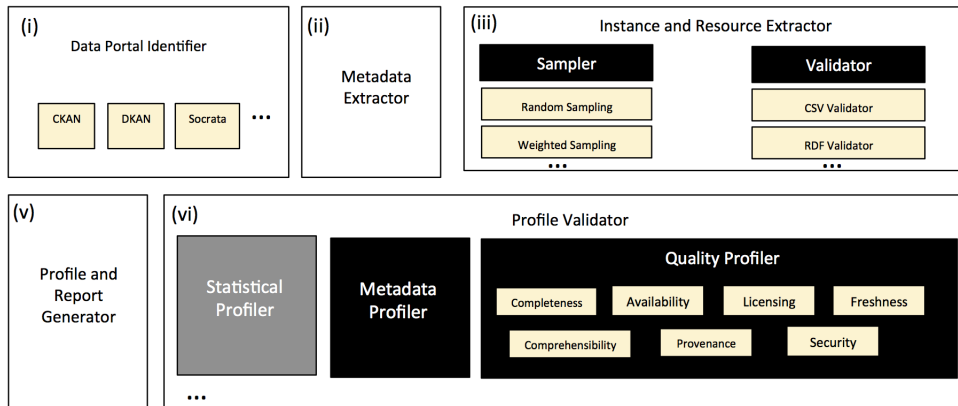 (i)
Data Portal Identifier
CKAN
DKAN
Socrata
...
(ii)
Metadata
Extractor
(iii)
Instance and Resource Extractor
Sampler
Random Sampling
Weighted Sampling
...
Validator
CSV Validator
RDF Validator
...
(v)
Profile and
Report
Generator
(vi)
Profile Validator
Statistical
Profiler
...
Metadata
Profiler
Quality Profiler
Completeness
Availability
Licensing
Freshness
Comprehensibility
Provenance
Security